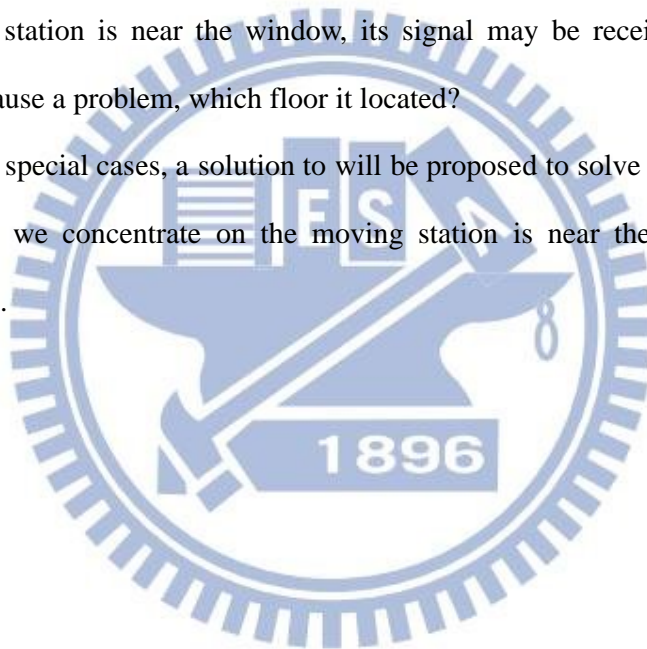 station is near the window, its signal may be recei
ause a problem, which floor it located?
special cases, a solution to will be proposed to solve
we concentrate on the moving station is near the
.
E S A
1896